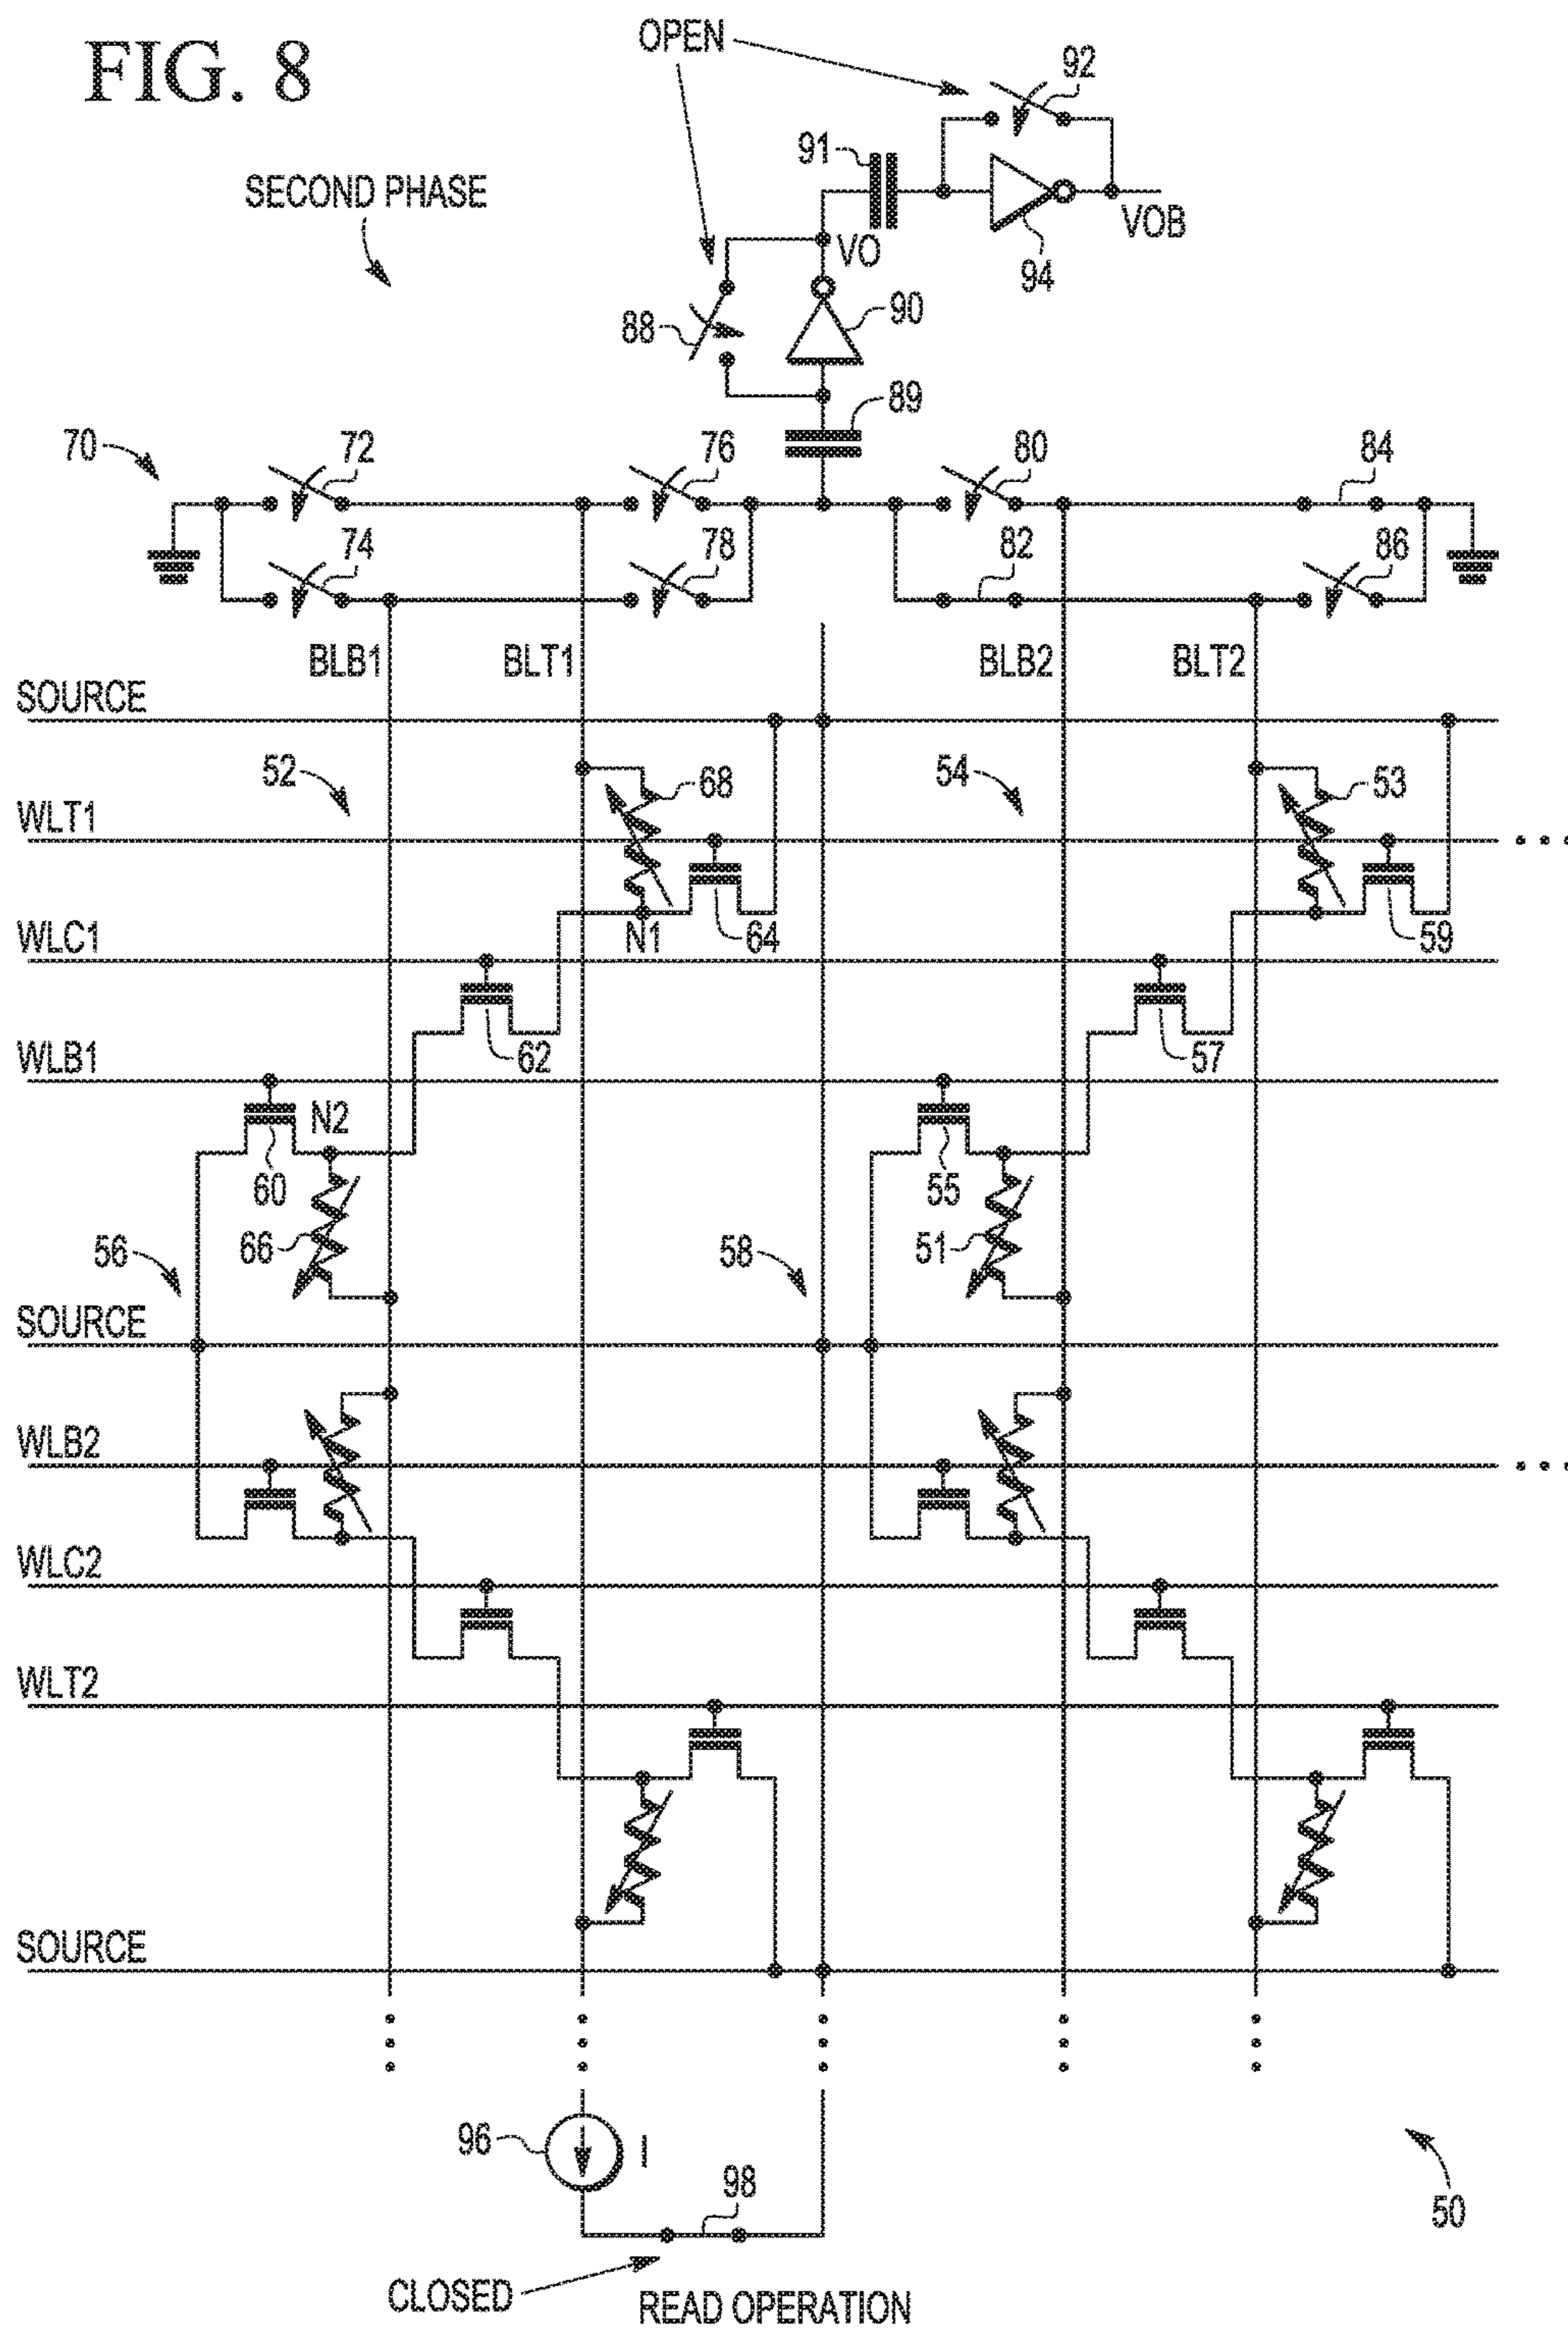 FIG. 8
OPEN
92
91
SECOND PHASE
VO
VOB
94
88
90
89
70
72
76
80
84
74
78
82
86
BLB1
BLT1
BLB2
BLT2
SOURCE
52
68
54
53
WLT1
WLC1
N1
64
59
WLB1
62
57
N2
60
55
56
66
58
51
SOURCE
WLB2
WLC2
WLT2
SOURCE
96
I
98
50
CLOSED
READ OPERATION